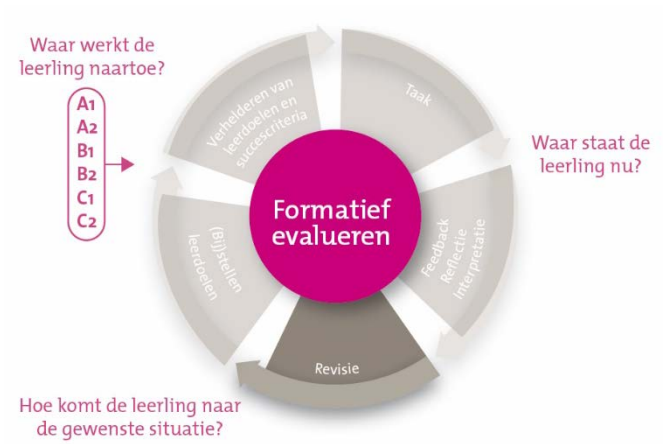 Waar werkt de
leerling naartoe?
A1
A2
B1
B2
C1
C2
Verhelderen van
leerdoelen en
succescriteria
Taak
Waar staat de
leerling nu?
Formatief
evalueren
Feedback
Reflectie
Interpretatie
(Bij)stellen
leerdoelen
Revisie
Hoe komt de leerling naar
de gewenste situatie?